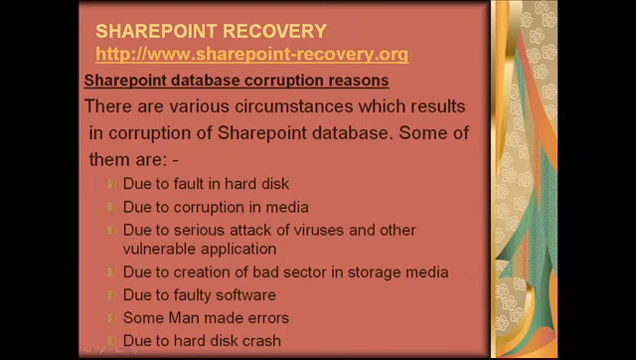 SHAREPOINT RECOVERY
http://www.sharepoint-recovery.org
Sharepoint database corruption reasons
There are various circumstances which results
in corruption of Sharepoint database. Some of
them are: -
Due to fault in hard disk
Due to corruption in media
Due to serious attack of viruses and other
vulnerable application
Due to creation of bad sector in storage media
Due to faulty software
Some Man made errors
Due to hard disk crash